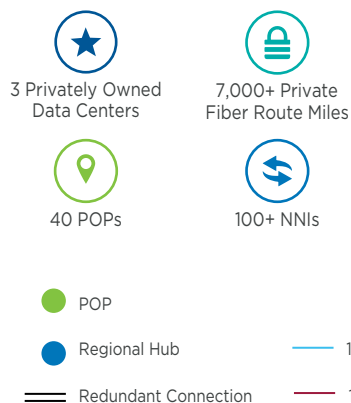 3 Privately Owned
Data Centers
7,000+ Private
Fiber Route Miles
40 POPs
100+ NNIs
POP
Regional Hub
Redundant Connection